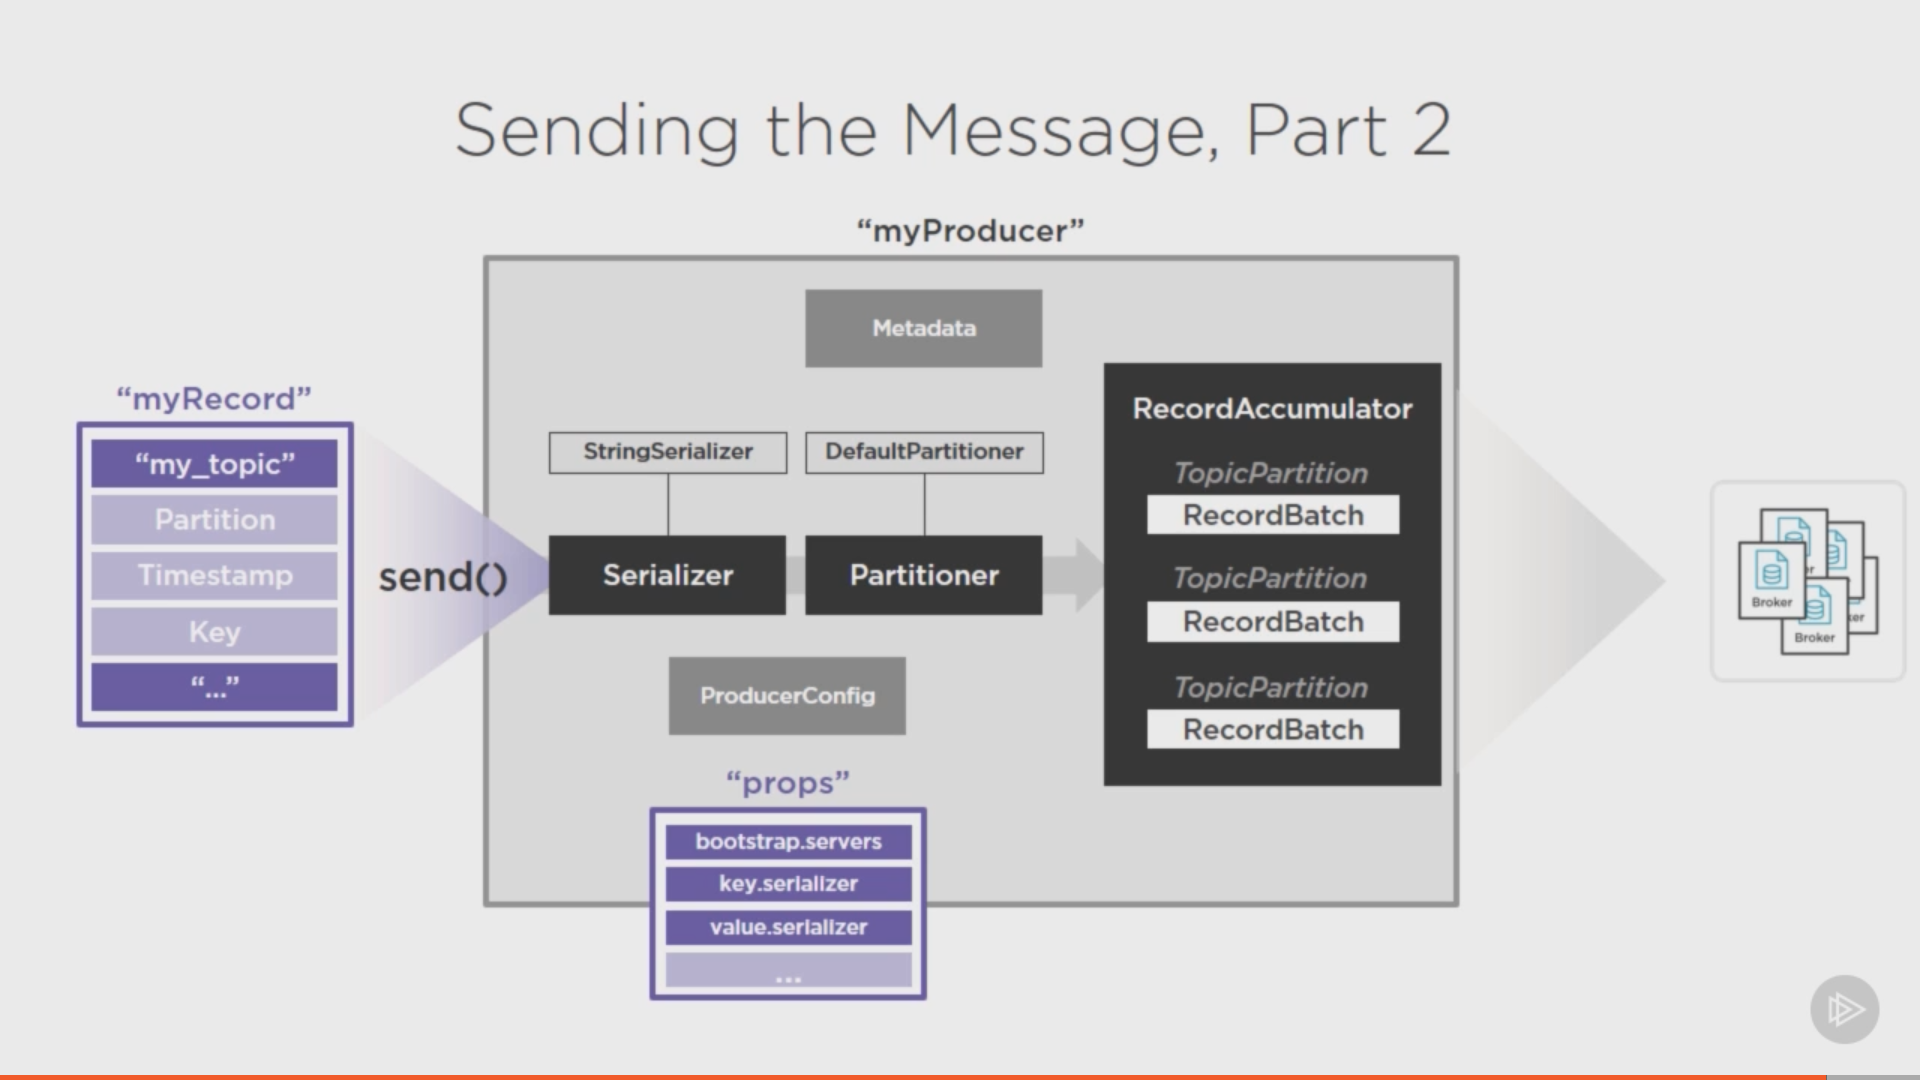 Sending the Message, Part 2
“myProducer”
Metadata
“myRecord”
“my_topic”
Partition
Timestamp
Key
“...”
send()
StringSerializer
DefaultPartitioner
Serializer
Partitioner
ProducerConfig
“props”
bootstrap.servers
key.serializer
value.serializer
...
RecordAccumulator
TopicPartition
RecordBatch
TopicPartition
RecordBatch
TopicPartition
RecordBatch
Broker
Broker